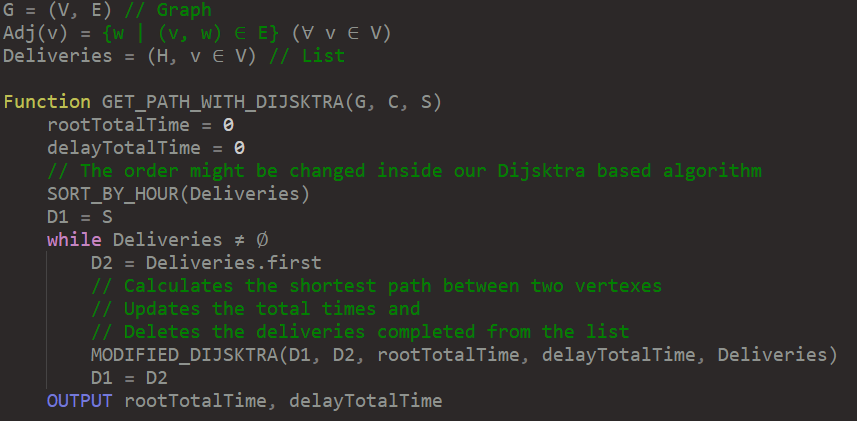 G = (V, E) // Graph
Adj(v) = {w | (v, w) ∈ E} (∀ v ∈ V)
Deliveries = (H, v ∈ V) // List
Function GET_PATH_WITH_DIJSKTRA(G, C, S)
rootTotalTime = 0
delayTotalTime = 0
// The order might be changed inside our Dijsktra based algorithm
SORT_BY_HOUR(Deliveries)
D1 = S
while Deliveries ≠ ∅
D2 = Deliveries.first
// Calculates the shortest path between two vertexes
// Updates the total times and
// Deletes the deliveries completed from the list
MODIFIED_DIJSKTRA(D1, D2, rootTotalTime, delayTotalTime, Deliveries)
D1 = D2
OUTPUT rootTotalTime, delayTotalTime